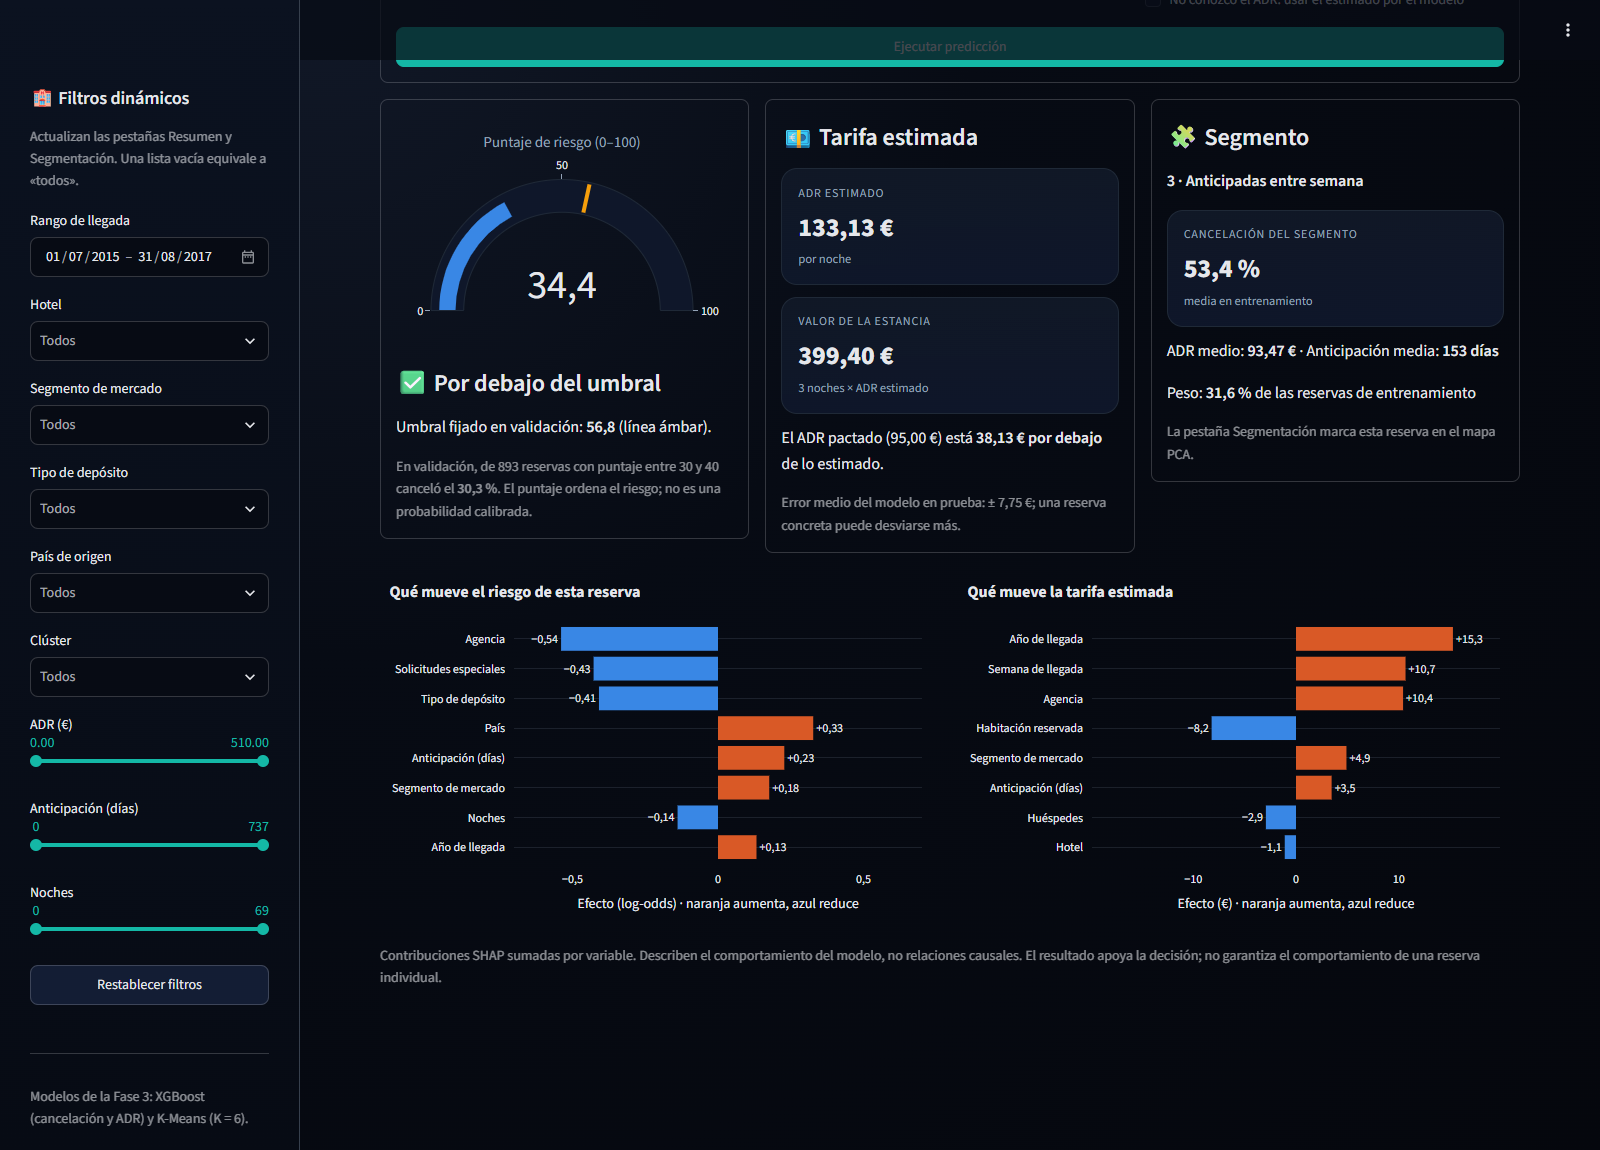 No conozco el ADR: usar el estimado por el modelo
Ejecutar predicción
Filtros dinámicos
Actualizan las pestañas Resumen y
Segmentación. Una lista vacía equivale a
«todos».
Rango de llegada
01/07/2015 – 31/08/2017
Hotel
Todos
Segmento de mercado
Todos
Tipo de depósito
Todos
País de origen
Todos
Clúster
Todos
ADR (€)
0.00 510.00
Anticipación (días)
0 737
Noches
0 69
Restablecer filtros
Modelos de la Fase 3: XGBoost
(cancelación y ADR) y K-Means (K = 6).
Puntaje de riesgo (0–100)
50
34,4
0 100
Por debajo del umbral
Umbral fijado en validación: 56,8 (línea ámbar).
En validación, de 893 reservas con puntaje entre 30 y 40
canceló el 30,3 %. El puntaje ordena el riesgo; no es una
probabilidad calibrada.
Tarifa estimada
ADR ESTIMADO
133,13 €
por noche
VALOR DE LA ESTANCIA
399,40 €
3 noches × ADR estimado
El ADR pactado (95,00 €) está 38,13 € por debajo
de lo estimado.
Error medio del modelo en prueba: ± 7,75 €; una reserva
concreta puede desviarse más.
Segmento
3 · Anticipadas entre semana
CANCELACIÓN DEL SEGMENTO
53,4 %
media en entrenamiento
ADR medio: 93,47 € · Anticipación media: 153 días
Peso: 31,6 % de las reservas de entrenamiento
La pestaña Segmentación marca esta reserva en el mapa
PCA.
Qué mueve el riesgo de esta reserva
Agencia −0,54
Solicitudes especiales −0,43
Tipo de depósito −0,41
País +0,33
Anticipación (días) +0,23
Segmento de mercado +0,18
Noches −0,14
Año de llegada +0,13
−0,5 0 0,5
Efecto (log-odds) · naranja aumenta, azul reduce
Qué mueve la tarifa estimada
Año de llegada +15,3
Semana de llegada +10,7
Agencia +10,4
Habitación reservada −8,2
Segmento de mercado +4,9
Anticipación (días) +3,5
Huéspedes −2,9
Hotel −1,1
−10 0 10
Efecto (€) · naranja aumenta, azul reduce
Contribuciones SHAP sumadas por variable. Describen el comportamiento del modelo, no relaciones causales. El resultado apoya la decisión; no garantiza el comportamiento de una reserva
individual.